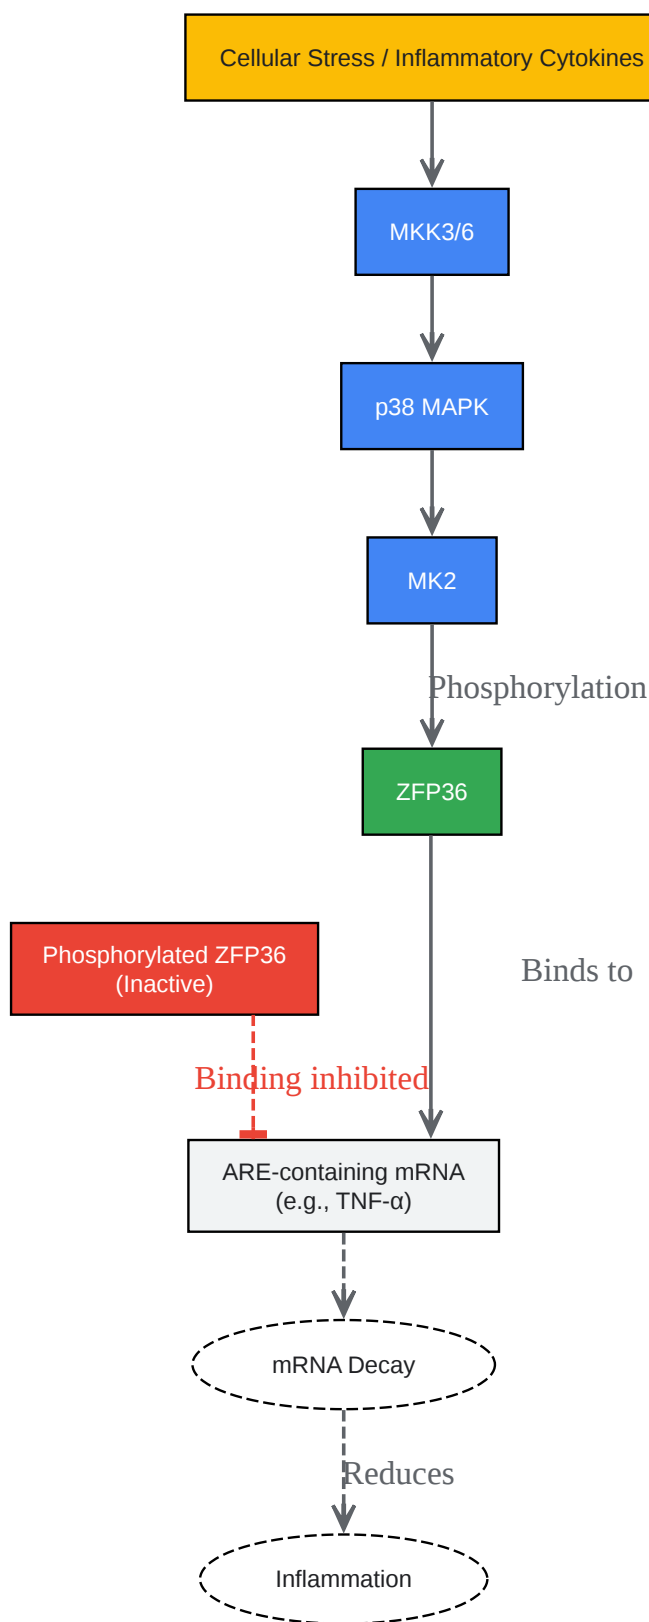 Cellular Stress / Inflammatory Cytokines
MKK3/6
p38 MAPK
MK2
Phosphorylation
ZFP36
Phosphorylated ZFP36
(Inactive)
Binds to
Binding inhibited
ARE-containing mRNA
(e.g., TNF-α)
mRNA Decay
Reduces
Inflammation